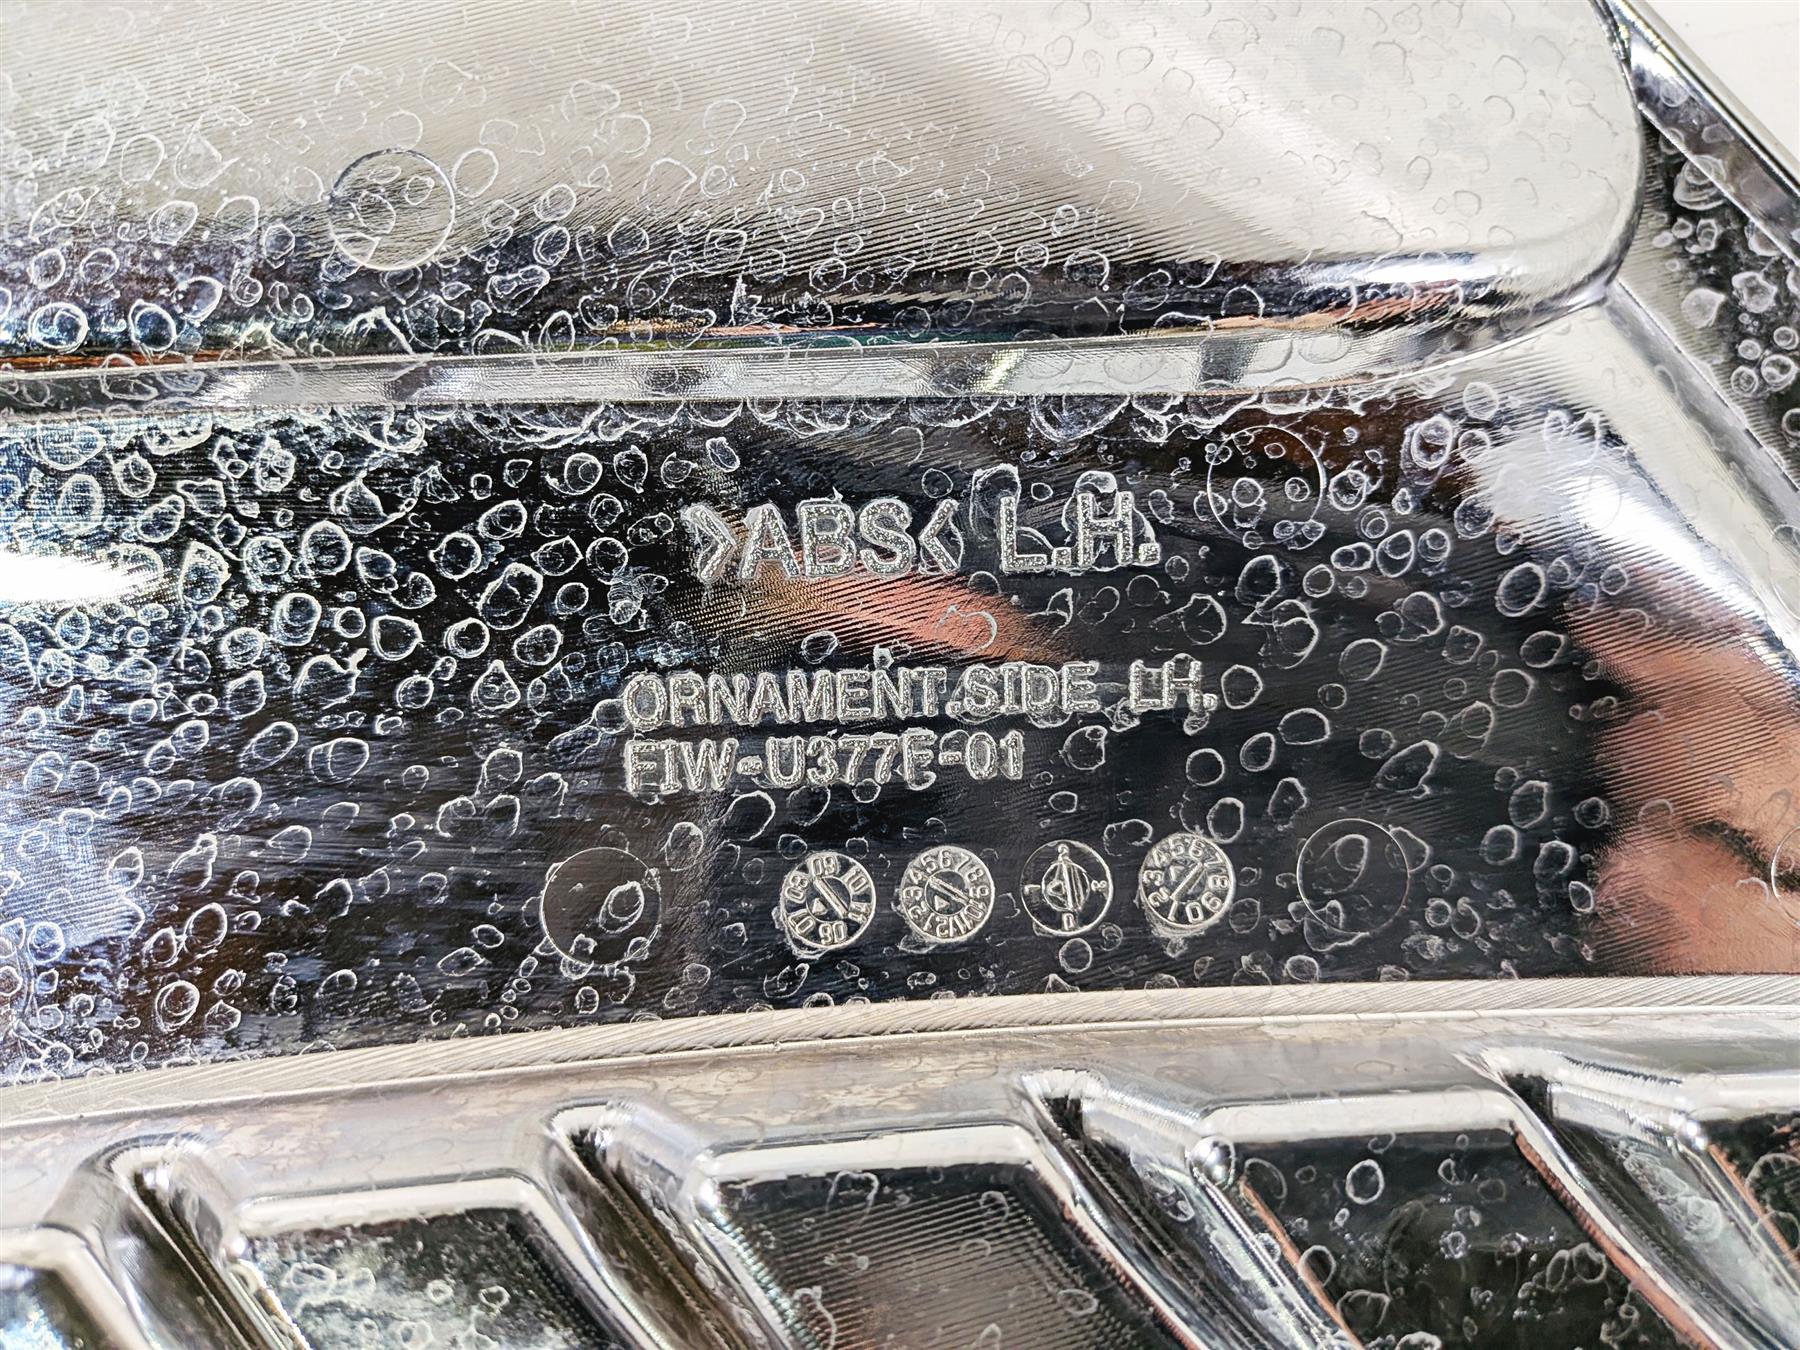 >ABS< L.H.
ORNAMENT.SIDE LH.
F1W-U377E-01